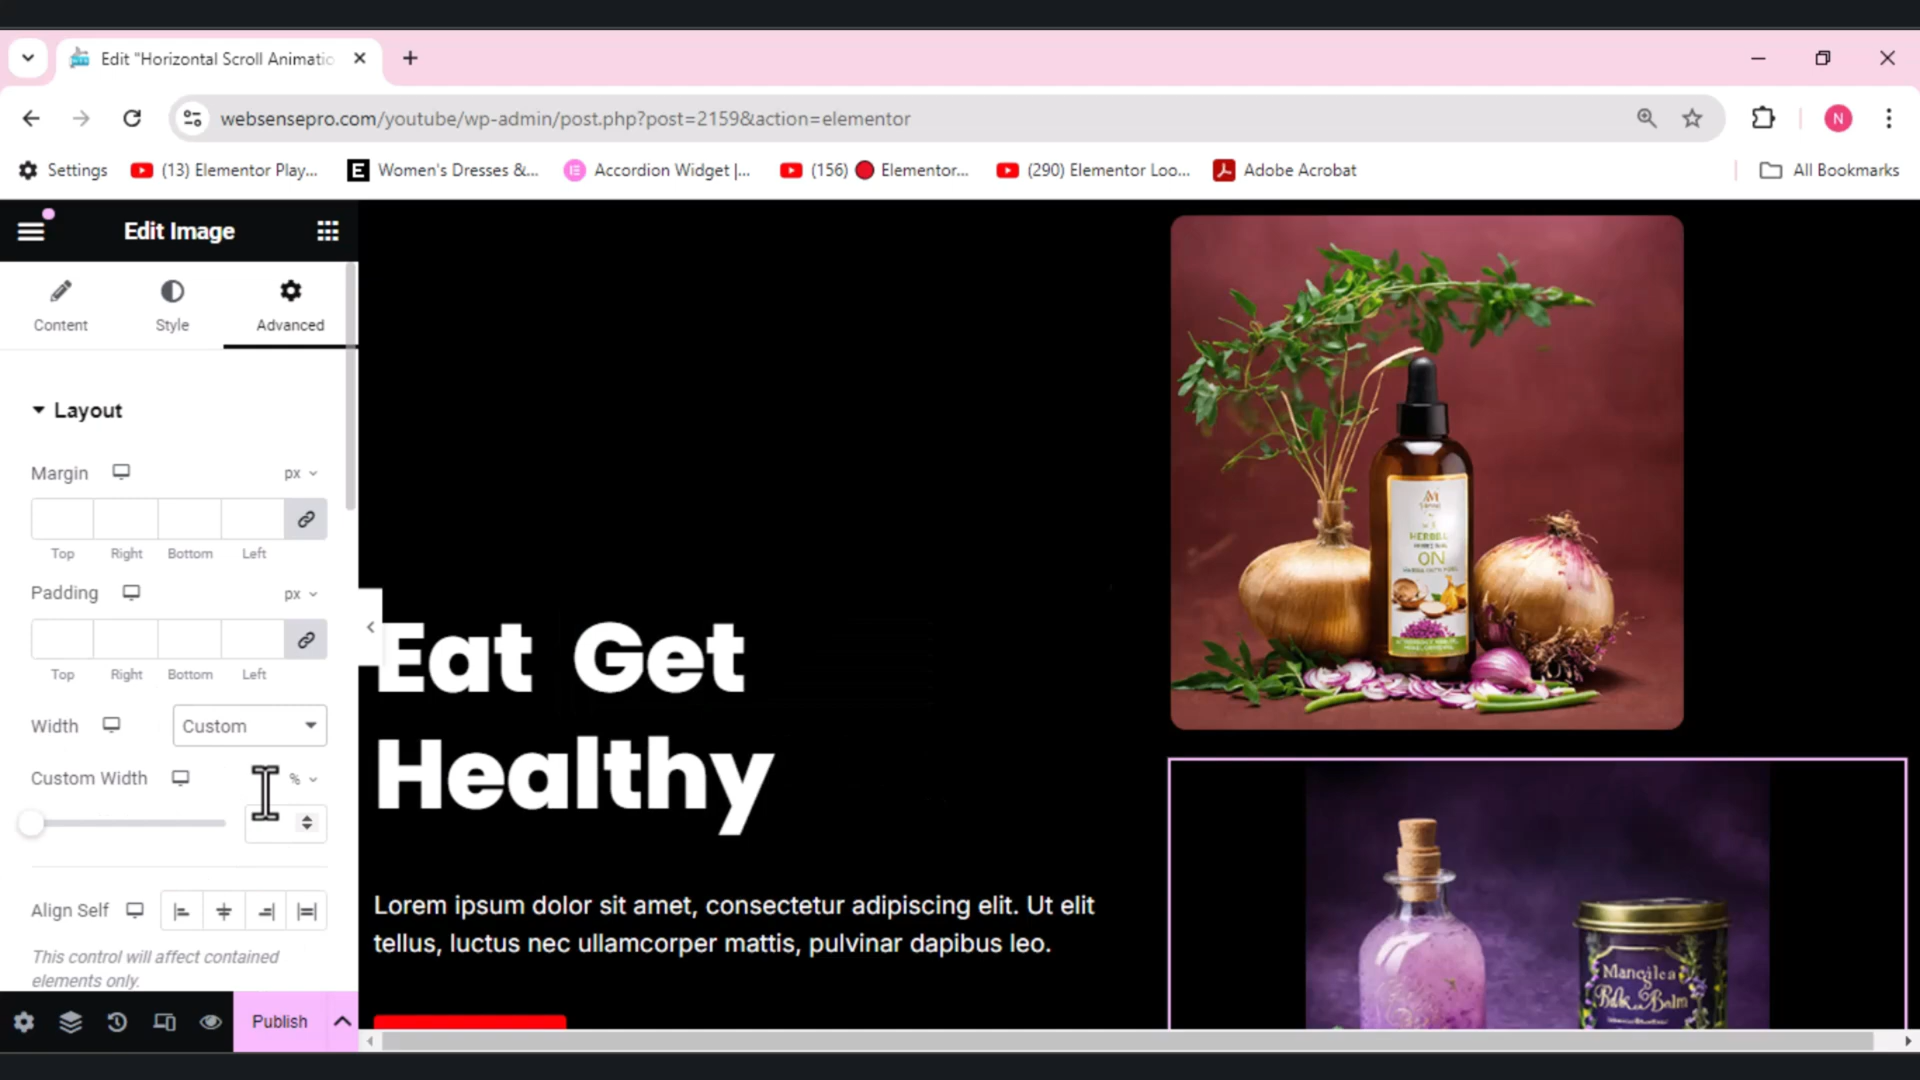 Edit "Horizontal Scroll Animatio
websensepro.com/youtube/wp-admin/post.php?post=2159&action=elementor
N
Settings
(13) Elementor Play...
E
Women's Dresses &...
Accordion Widget |...
(156) Elementor...
(290) Elementor Loo...
Adobe Acrobat
All Bookmarks
Edit Image
Content
Style
Advanced
Layout
Margin
px
Top
Right
Bottom
Left
Padding
px
Top
Right
Bottom
Left
Width
Custom
Custom Width
%
Align Self
This control will affect contained
elements only.
Publish
Eat Get
Healthy
Lorem ipsum dolor sit amet, consectetur adipiscing elit. Ut elit
tellus, luctus nec ullamcorper mattis, pulvinar dapibus leo.
HERBAL
ON
Balm